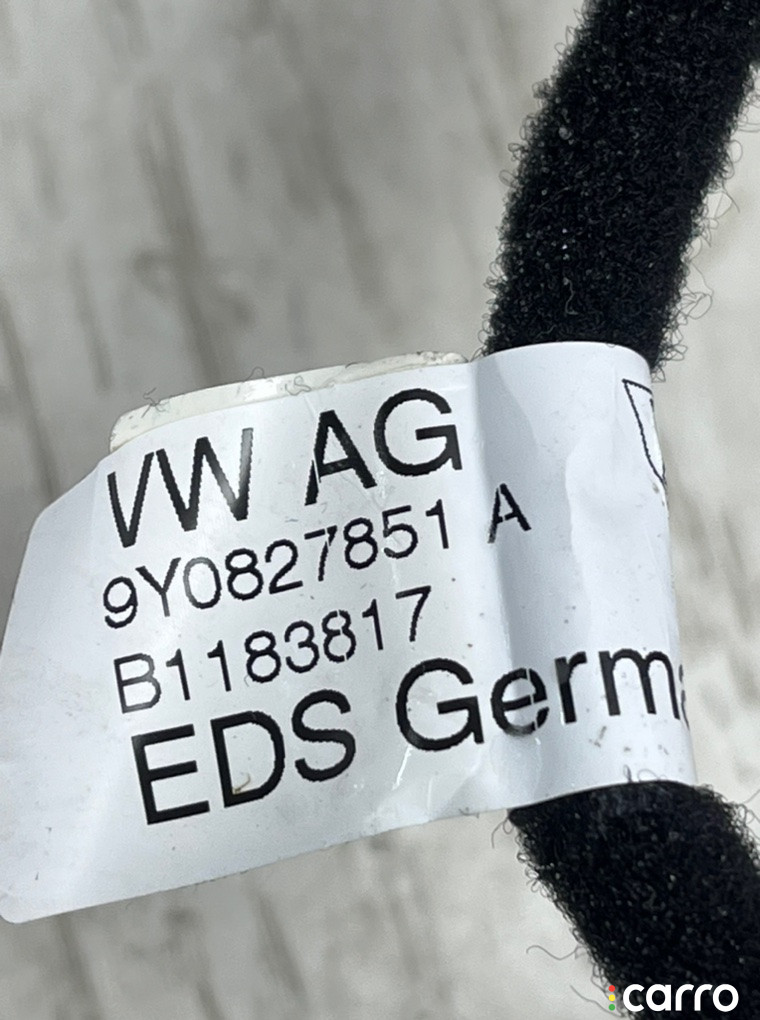 VW AG
9Y0827851 A
B1183817
EDS Germa
carro